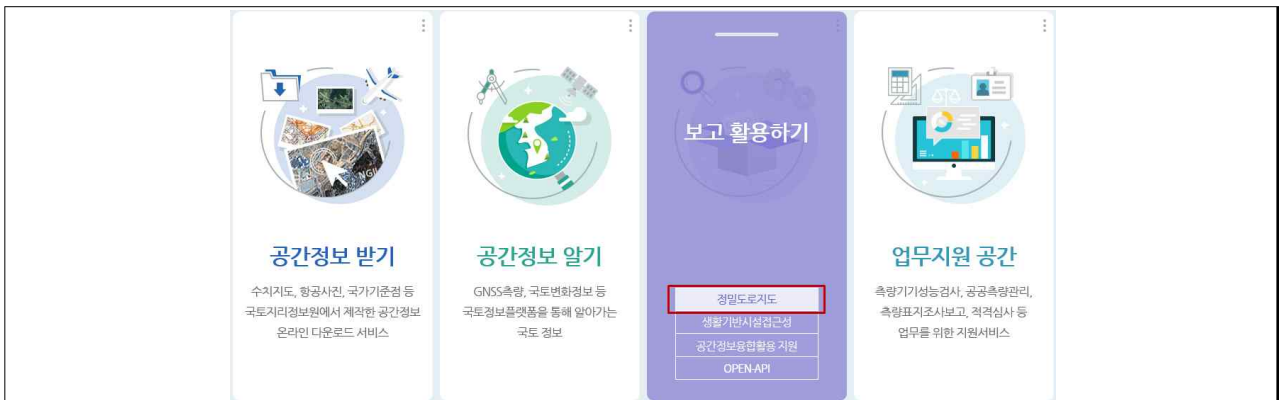 NGII
공간정보 받기
수치지도, 항공사진, 국가기준점 등
국토지리정보원에서 제작한 공간정보
온라인 다운로드 서비스
공간정보 알기
GNSS측량, 국토변화정보 등
국토정보플랫폼을 통해 알아가는
국토 정보
보고 활용하기
정밀도로지도
생활기반시설접근성
공간정보융합활용 지원
OPEN-API
업무지원 공간
측량기기성능검사, 공공측량관리,
측량표지조사보고, 적격심사 등
업무를 위한 지원서비스